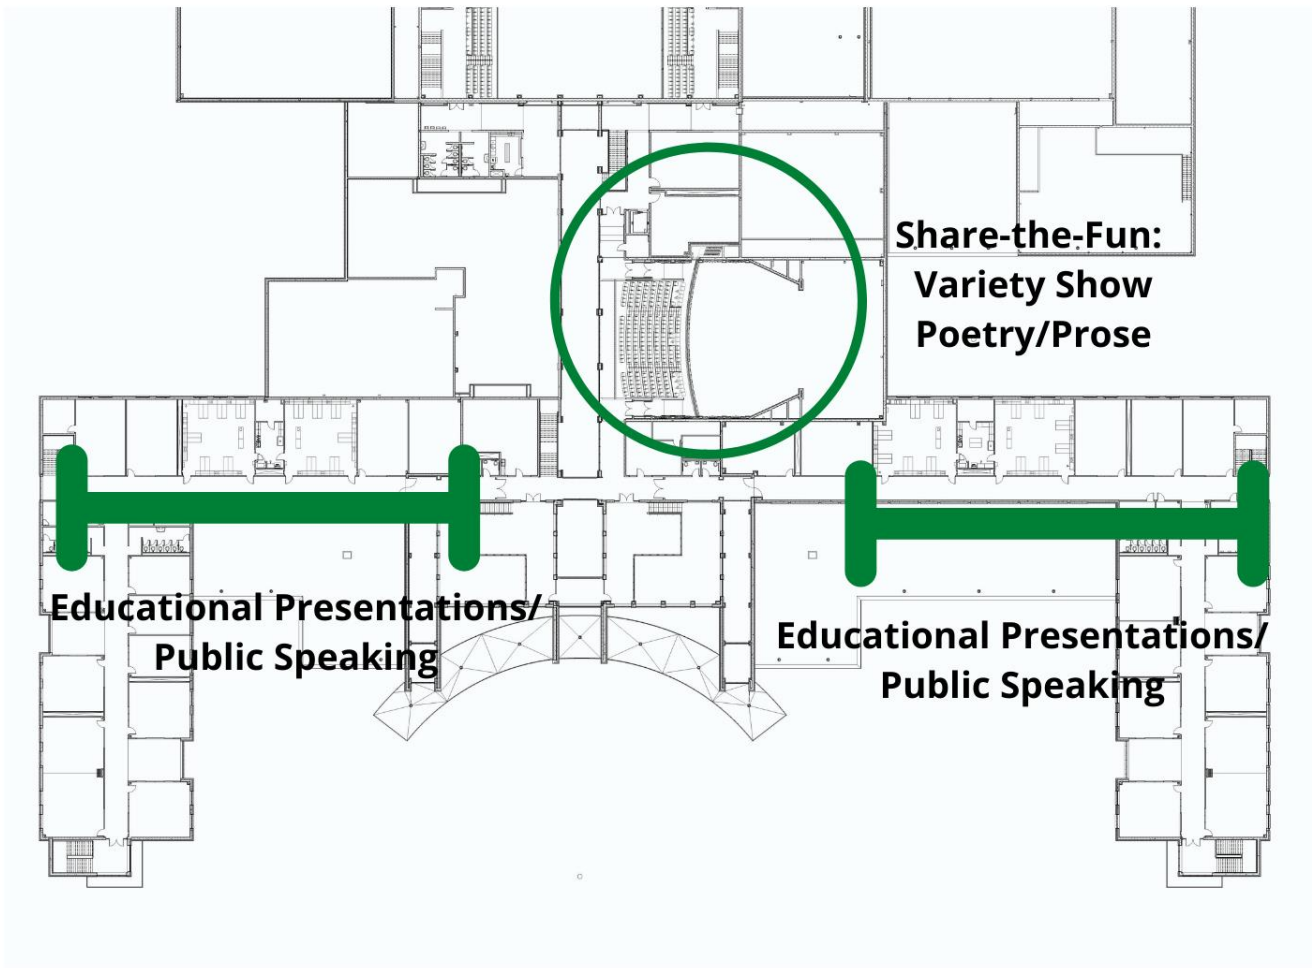 Share-the-Fun:
Variety Show
Poetry/Prose
Educational Presentations/
Public Speaking
Educational Presentations/
Public Speaking